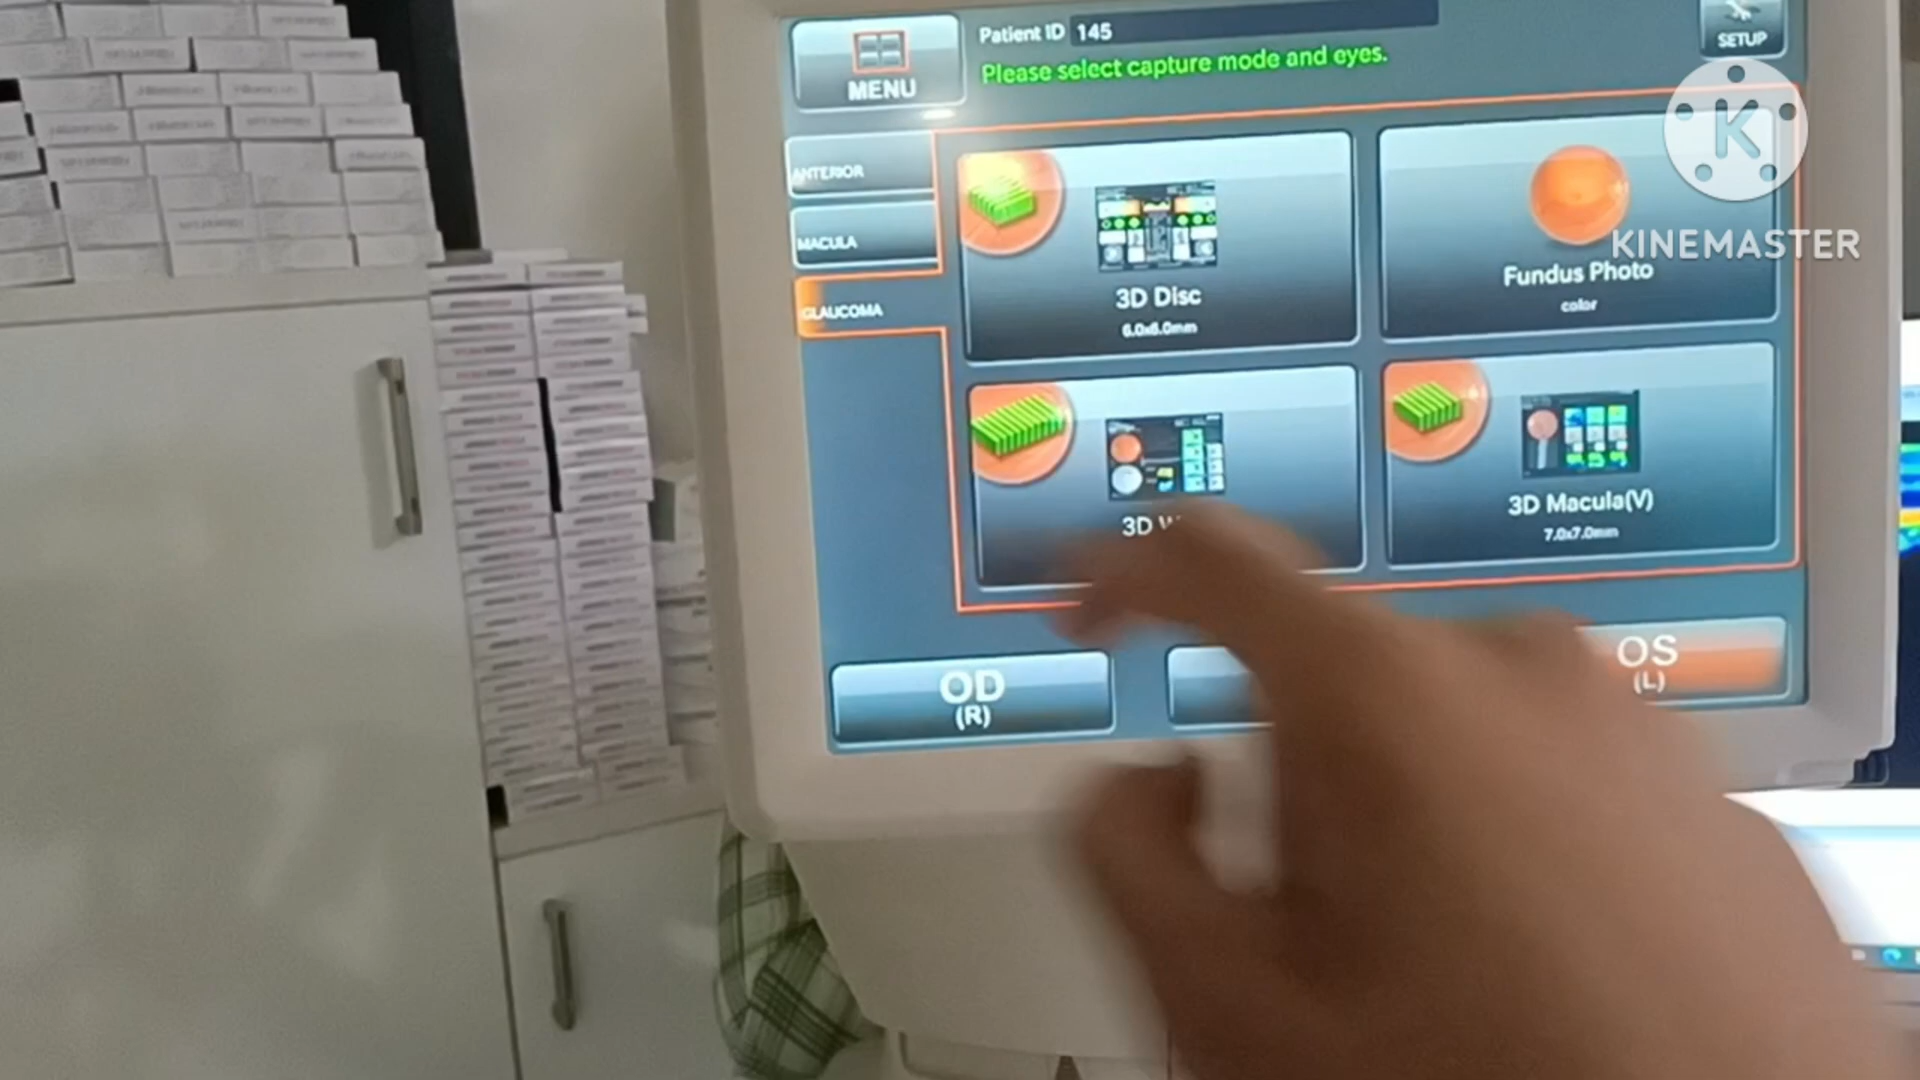 MENU
Patient ID 145
Please select capture mode and eyes.
SETUP
K
KINEMASTER
ANTERIOR
MACULA
GLAUCOMA
3D Disc
6.0x6.0mm
Fundus Photo
color
3D
3D Macula(V)
7.0x7.0mm
OD
(R)
OS
(L)